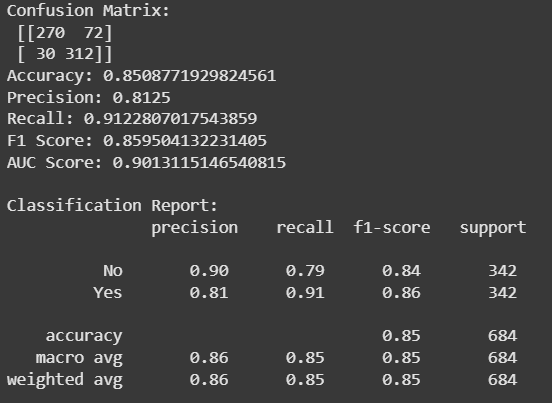 Confusion Matrix:
[[270 72]
[ 30 312]]
Accuracy: 0.8508771929824561
Precision: 0.8125
Recall: 0.9122807017543859
F1 Score: 0.859504132231405
AUC Score: 0.9013115146540815
Classification Report:
precision recall f1-score support
No 0.90 0.79 0.84 342
Yes 0.81 0.91 0.86 342
accuracy 0.85 684
macro avg 0.86 0.85 0.85 684
weighted avg 0.86 0.85 0.85 684